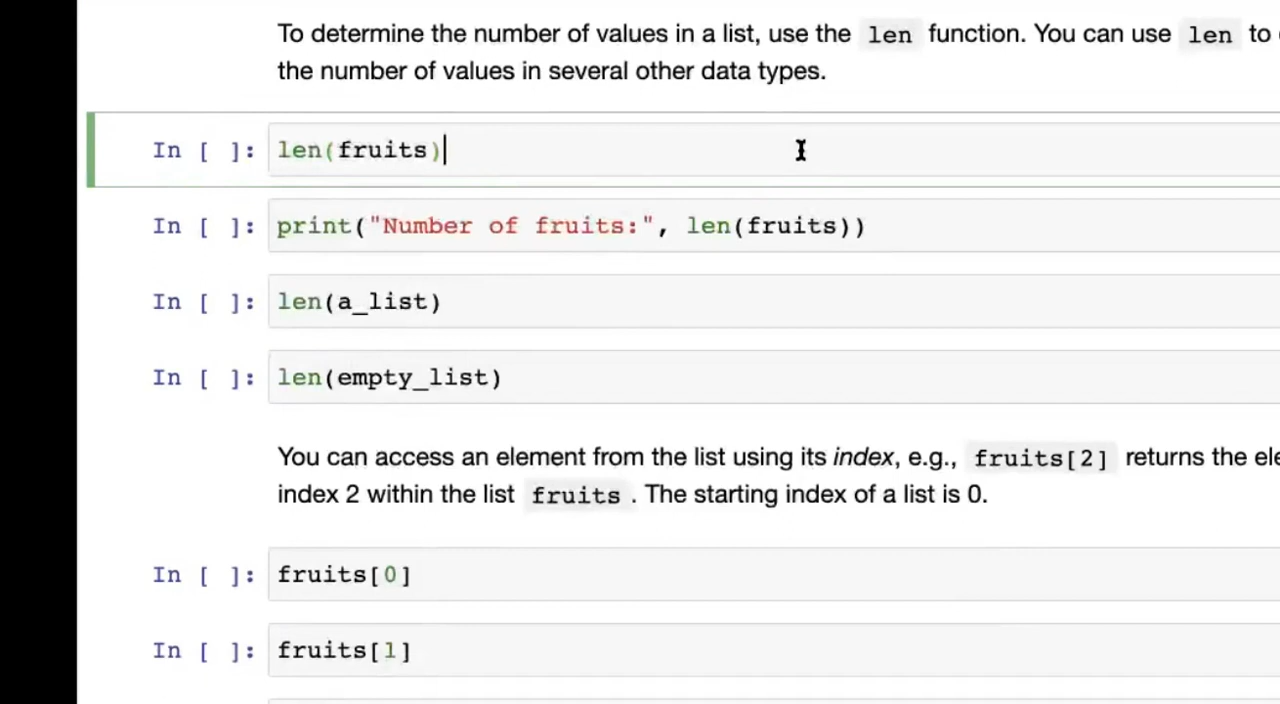 To determine the number of values in a list, use the len function. You can use len to
the number of values in several other data types.
In [ ]: len(fruits)
In [ ]: print("Number of fruits:", len(fruits))
In [ ]: len(a_list)
In [ ]: len(empty_list)
You can access an element from the list using its index, e.g., fruits[2] returns the
index 2 within the list fruits . The starting index of a list is 0.
In [ ]: fruits[0]
In [ ]: fruits[1]